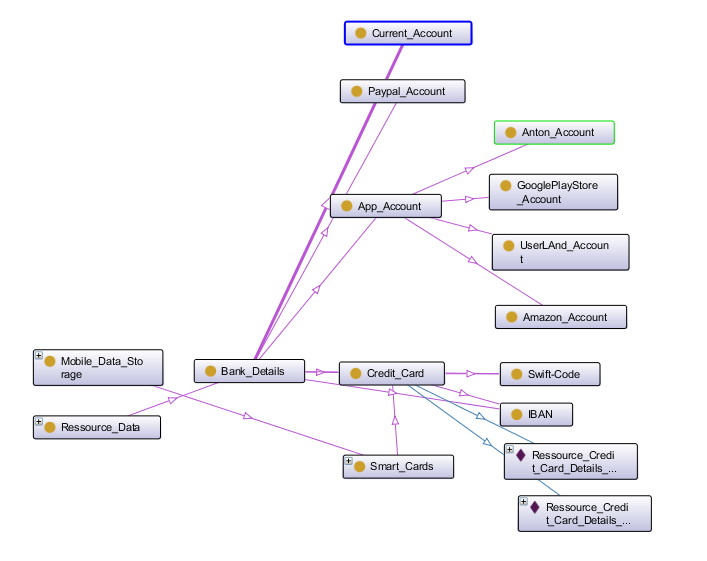 Current_Account
Paypal_Account
Anton_Account
GooglePlayStore
_Account
App_Account
UserLAnd_Accoun
t
Amazon_Account
Mobile_Data_Sto
rage
Bank_Details
Credit_Card
Swift-Code
IBAN
Ressource_Data
Smart_Cards
Ressource_Credi
t_Card_Details_...
Ressource_Credi
t_Card_Details_...